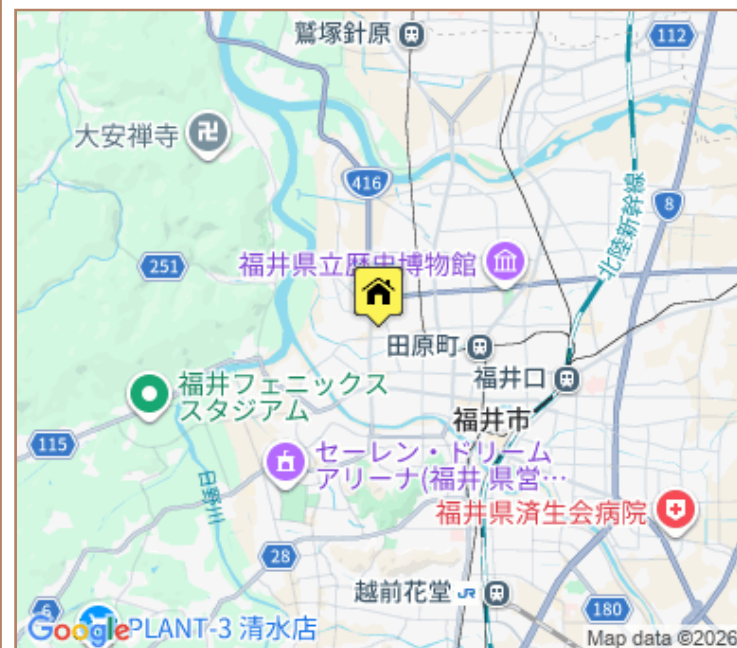 鷲塚針原
112
大安禅寺
416
8
北陸新幹線
251
福井県立歴史博物館
田原町
福井口
福井フェニックス
スタジアム
福井市
115
セーレン・ドリーム
アリーナ(福井 県営…
日野川
福井県済生会病院
28
越前花堂 JR
6
180
Google
PLANT-3 清水店
Map data ©2026